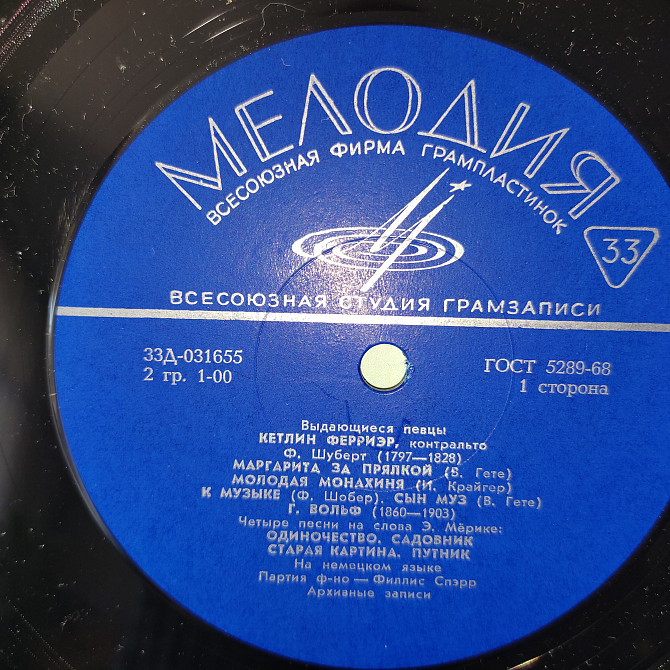 МЕЛОДИЯ
ВСЕСОЮЗНАЯ ФИРМА ГРАМПЛАСТИНОК
33
ВСЕСОЮЗНАЯ СТУДИЯ ГРАМЗАПИСИ
33Д-031655
2 гр. 1-00
ГОСТ 5289-68
1 сторона
Выдающиеся певцы
КЕТЛИН ФЕРРИЭР, контральто
Ф. Шуберт (1797—1828)
МАРГАРИТА ЗА ПРЯЛКОЙ (В. Гете)
МОЛОДАЯ МОНАХИНЯ (И. Крайгер)
К МУЗЫКЕ (Ф. Шобер). СЫН МУЗ (В. Гете)
Г. ВОЛЬФ (1860—1903)
Четыре песни на слова Э. Мёрике:
ОДИНОЧЕСТВО. САДОВНИК
СТАРАЯ КАРТИНА. ПУТНИК
На немецком языке
Партия ф-но — Филлис Спэрр
Архивные записи